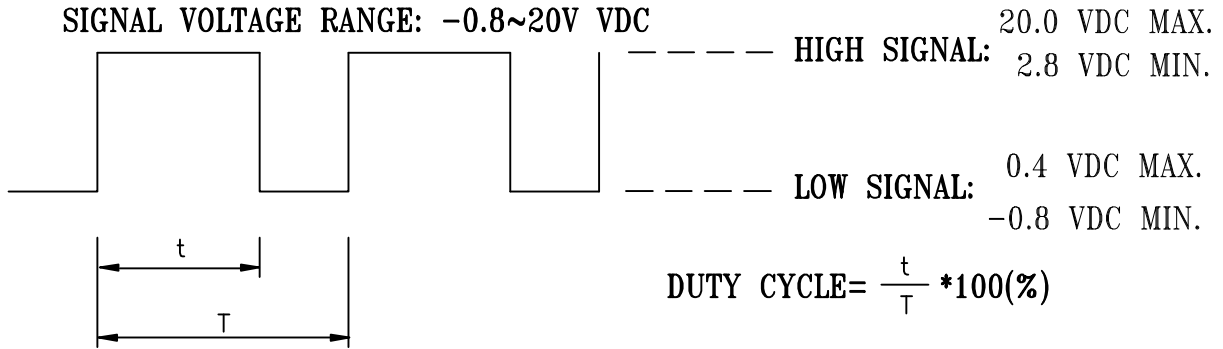 SIGNAL VOLTAGE RANGE: -0.8~20V VDC
HIGH SIGNAL:
20.0 VDC MAX.
2.8 VDC MIN.
LOW SIGNAL:
0.4 VDC MAX.
-0.8 VDC MIN.
t
T
DUTY CYCLE= t/T *100(%)